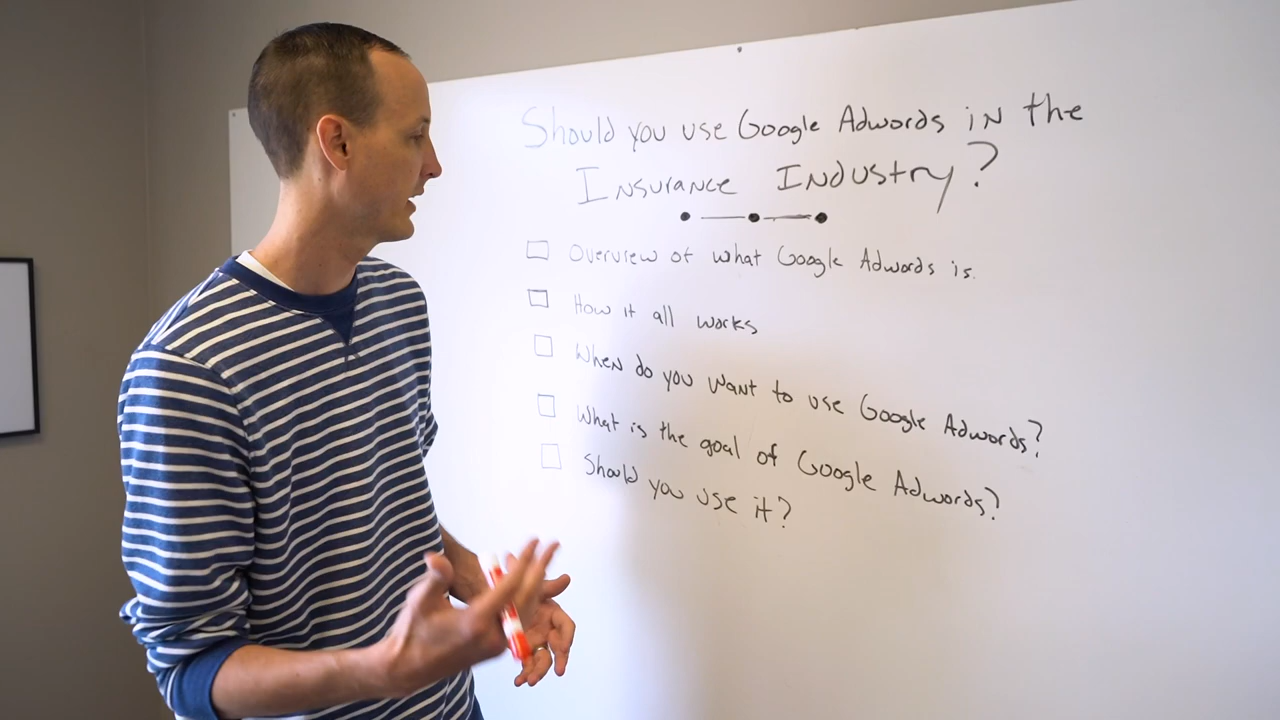 Should you use Google Adwords in the
Insurance Industry?
Overview of what Google Adwords is.
How it all works
When do you want to use Google Adwords?
What is the goal of Google Adwords?
Should you use it?